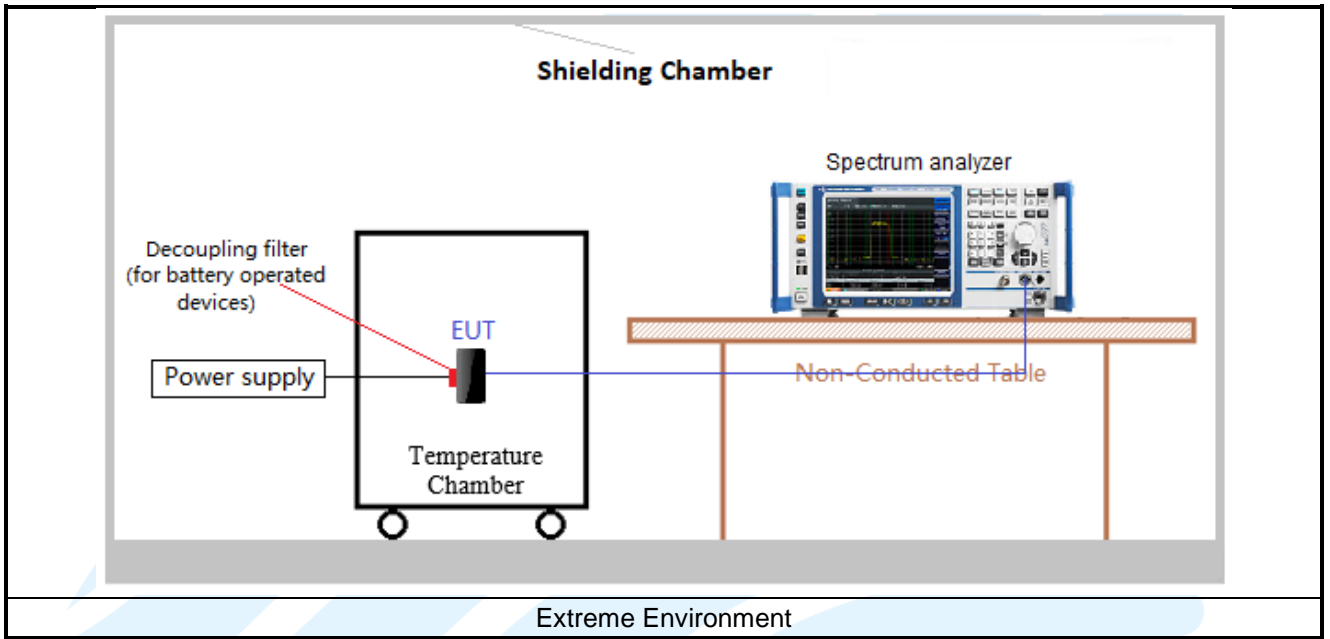 Shielding Chamber
Spectrum analyzer
Decoupling filter
(for battery operated
devices)
EUT
Power supply
Non-Conducted Table
Temperature
Chamber
Extreme Environment